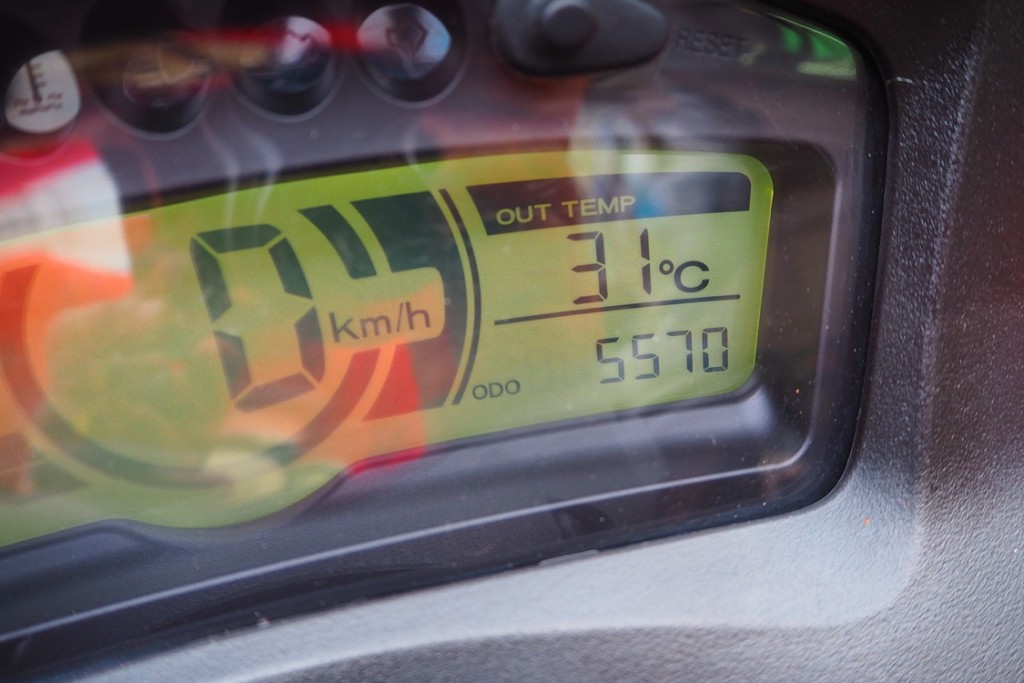 RESET
OUT TEMP
31°C
0 km/h
ODO 5570